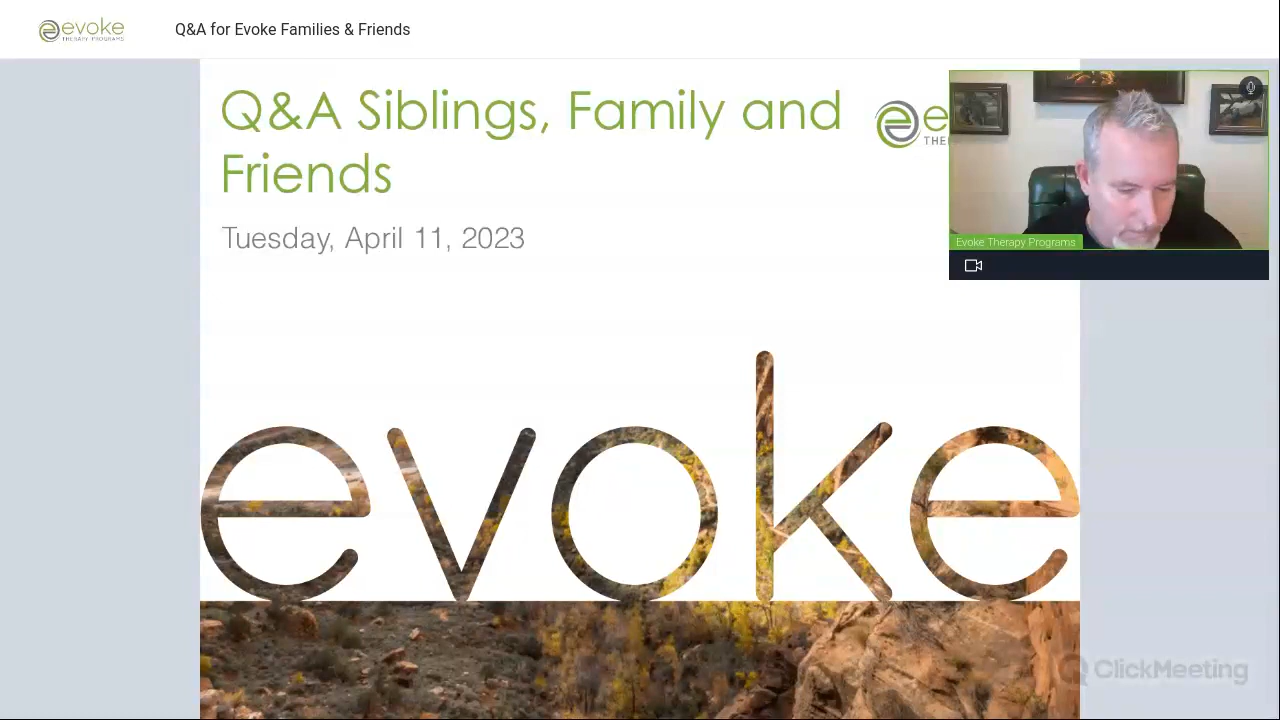 evoke
THERAPY PROGRAMS
Q&A for Evoke Families & Friends
Q&A Siblings, Family and
Friends
e
THE
Tuesday, April 11, 2023
Evoke Therapy Programs
evoke
ClickMeeting